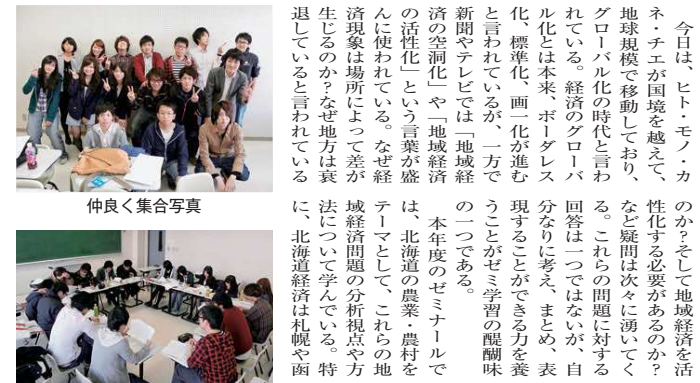 今日は、ヒト・モノ・カ
ネ・チエが国境を越えて、
地球規模で移動しており、
グローバル化の時代と言わ
れている。経済のグローバ
ル化とは本来、ボーダレス
化、標準化、画一化が進む
と言われているが、一方で
新聞やテレビでは「地域経
済の空洞化」や「地域経済
の活性化」という言葉が盛
んに使われている。なぜ経
済現象は場所によって差が
生じるのか?なぜ地方は衰
退していると言われている
のか?そして地域経済を活
性化する必要があるのか?
など疑問は次々に湧いてく
る。これらの問題に対する
回答は一つではないが、自
分なりに考え、まとめ、表
現することができる力を養
うことがゼミ学習の醍醐味
の一つである。
本年度のゼミナールで
は、北海道の農業・農村を
テーマとして、これらの地
域経済問題の分析視点や方
法について学んでいる。特
に、北海道経済は札幌や函
仲良く集合写真